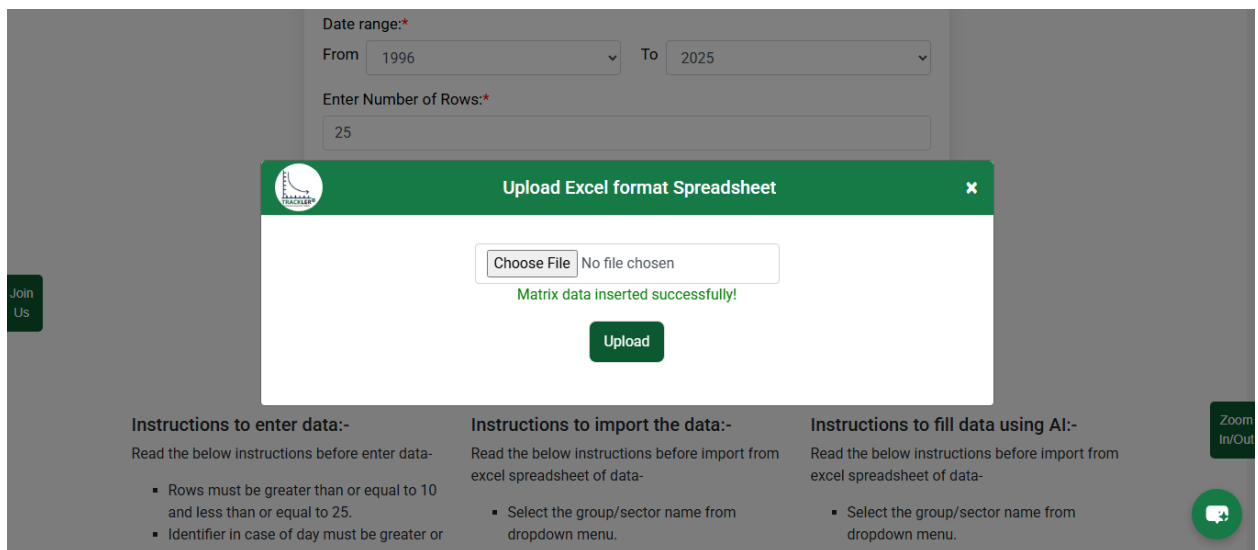 Date range:*
From 1996 To 2025
Enter Number of Rows:*
25
TRACKLER®
Upload Excel format Spreadsheet
×
Choose File No file chosen
Matrix data inserted successfully!
Upload
Join
Us
Zoom
In/Out
Instructions to enter data:-
Read the below instructions before enter data-
▪ Rows must be greater than or equal to 10
and less than or equal to 25.
▪ Identifier in case of day must be greater or
Instructions to import the data:-
Read the below instructions before import from
excel spreadsheet of data-
▪ Select the group/sector name from
dropdown menu.
Instructions to fill data using AI:-
Read the below instructions before import from
excel spreadsheet of data-
▪ Select the group/sector name from
dropdown menu.